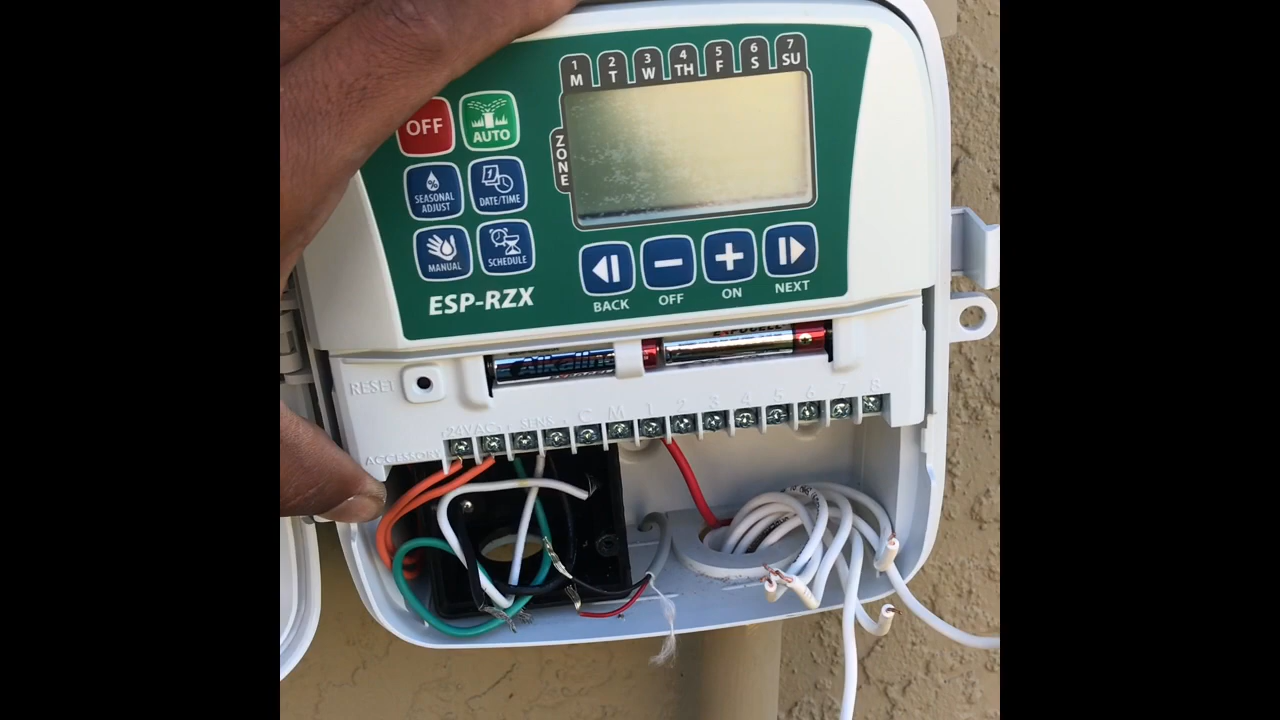 1 2 3 4 5 6 7
M T W TH F S SU
ZONE
OFF
AUTO
SEASONAL
ADJUST
DATE/TIME
MANUAL
SCHEDULE
BACK
OFF
ON
NEXT
ESP-RZX
Alkaline
RESET
24VAC SENS C M 1 2 3 4 5 6 7 8
ACCESSORY